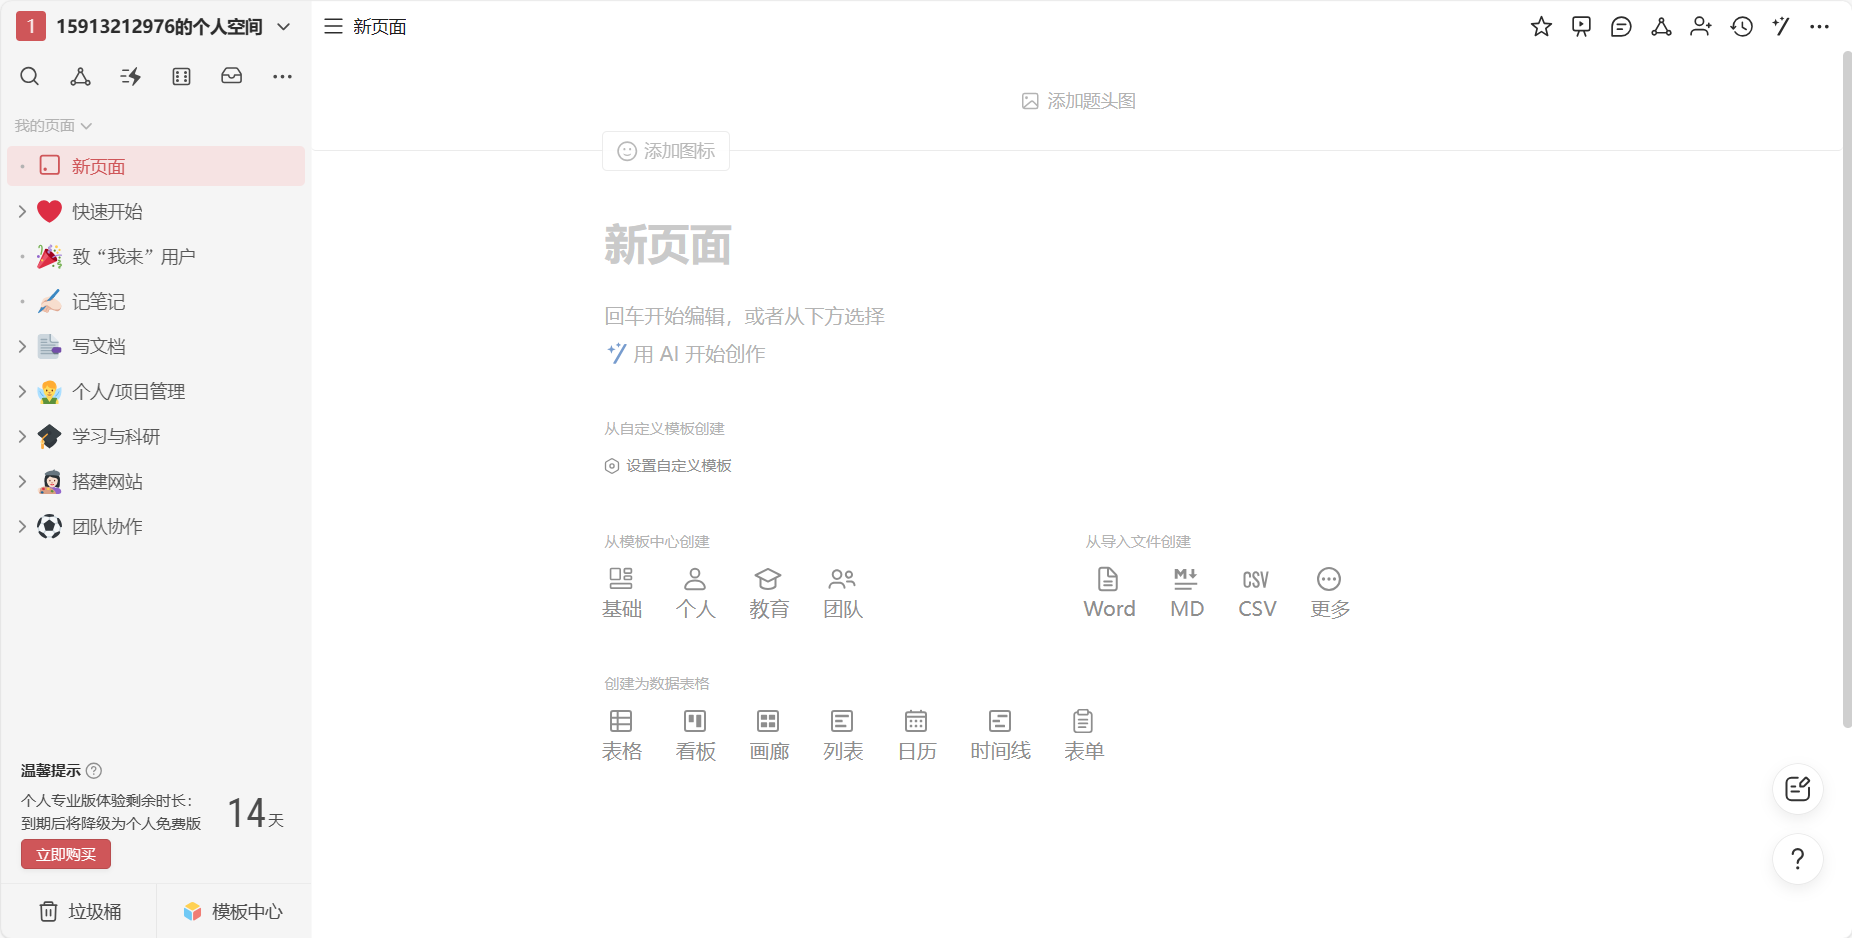 1 15913212976的个人空间
我的页面
新页面
快速开始
致“我来”用户
记笔记
写文档
个人/项目管理
学习与科研
搭建网站
团队协作
温馨提示
个人专业版体验剩余时长：
到期后将降级为个人免费版
14天
立即购买
垃圾桶
模板中心
新页面
添加题头图
添加图标
新页面
回车开始编辑，或者从下方选择
用 AI 开始创作
从自定义模板创建
设置自定义模板
从模板中心创建
基础 个人 教育 团队
从导入文件创建
M↓ CSV
Word MD CSV 更多
创建为数据表格
表格 看板 画廊 列表 日历 时间线 表单